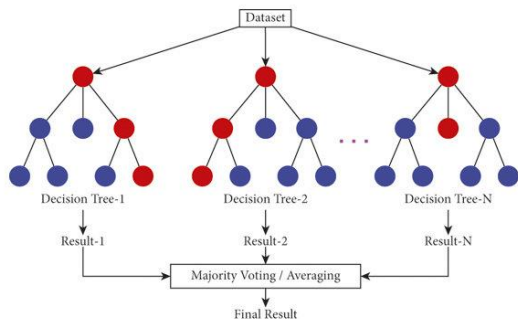 Dataset
Decision Tree-1
Decision Tree-2
Decision Tree-N
Result-1
Result-2
Result-N
Majority Voting / Averaging
Final Result